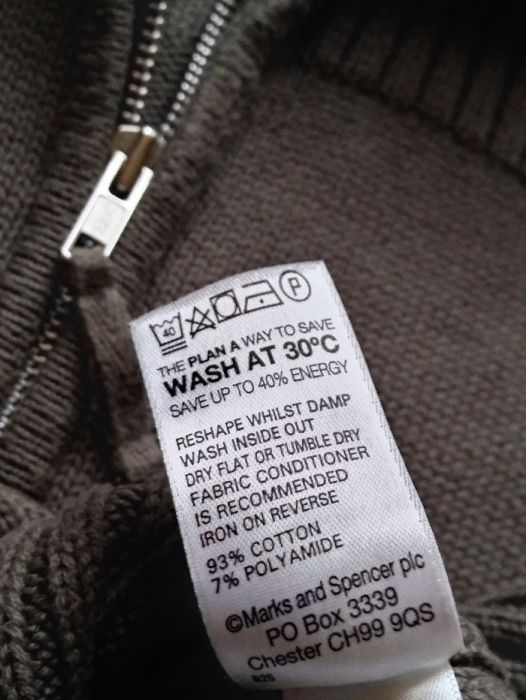 40 P
THE PLAN A WAY TO SAVE
WASH AT 30ºC
SAVE UP TO 40% ENERGY
RESHAPE WHILST DAMP
WASH INSIDE OUT
DRY FLAT OR TUMBLE DRY
FABRIC CONDITIONER
IS RECOMMENDED
IRON ON REVERSE
93% COTTON
7% POLYAMIDE
©Marks and Spencer plc
PO Box 3339
Chester CH99 9QS